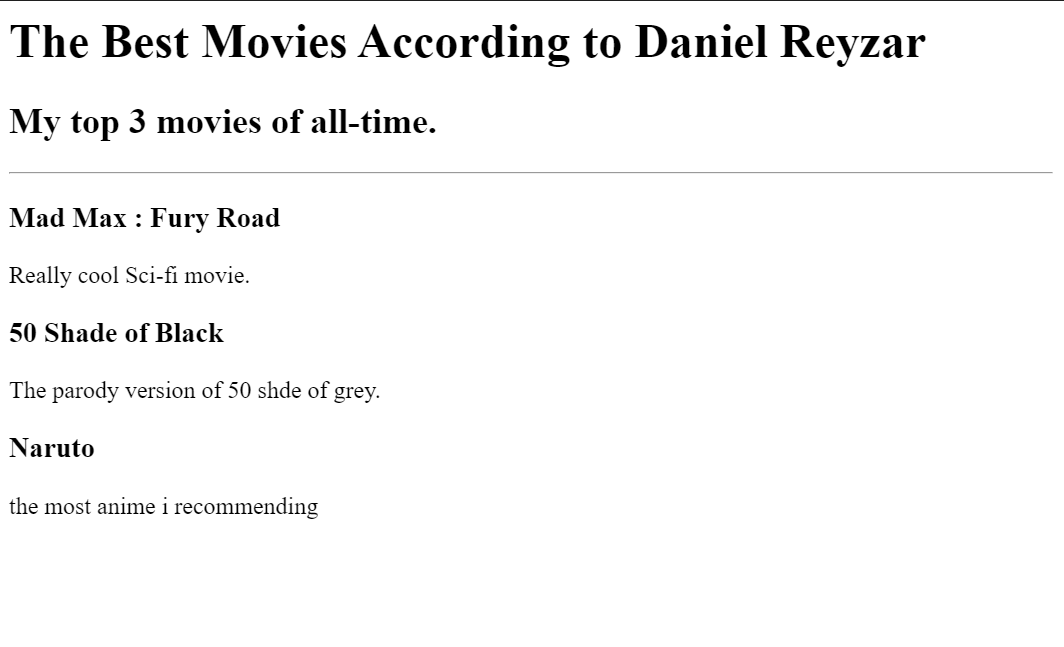 The Best Movies According to Daniel Reyzar
My top 3 movies of all-time.
Mad Max : Fury Road
Really cool Sci-fi movie.
50 Shade of Black
The parody version of 50 shde of grey.
Naruto
the most anime i recommending